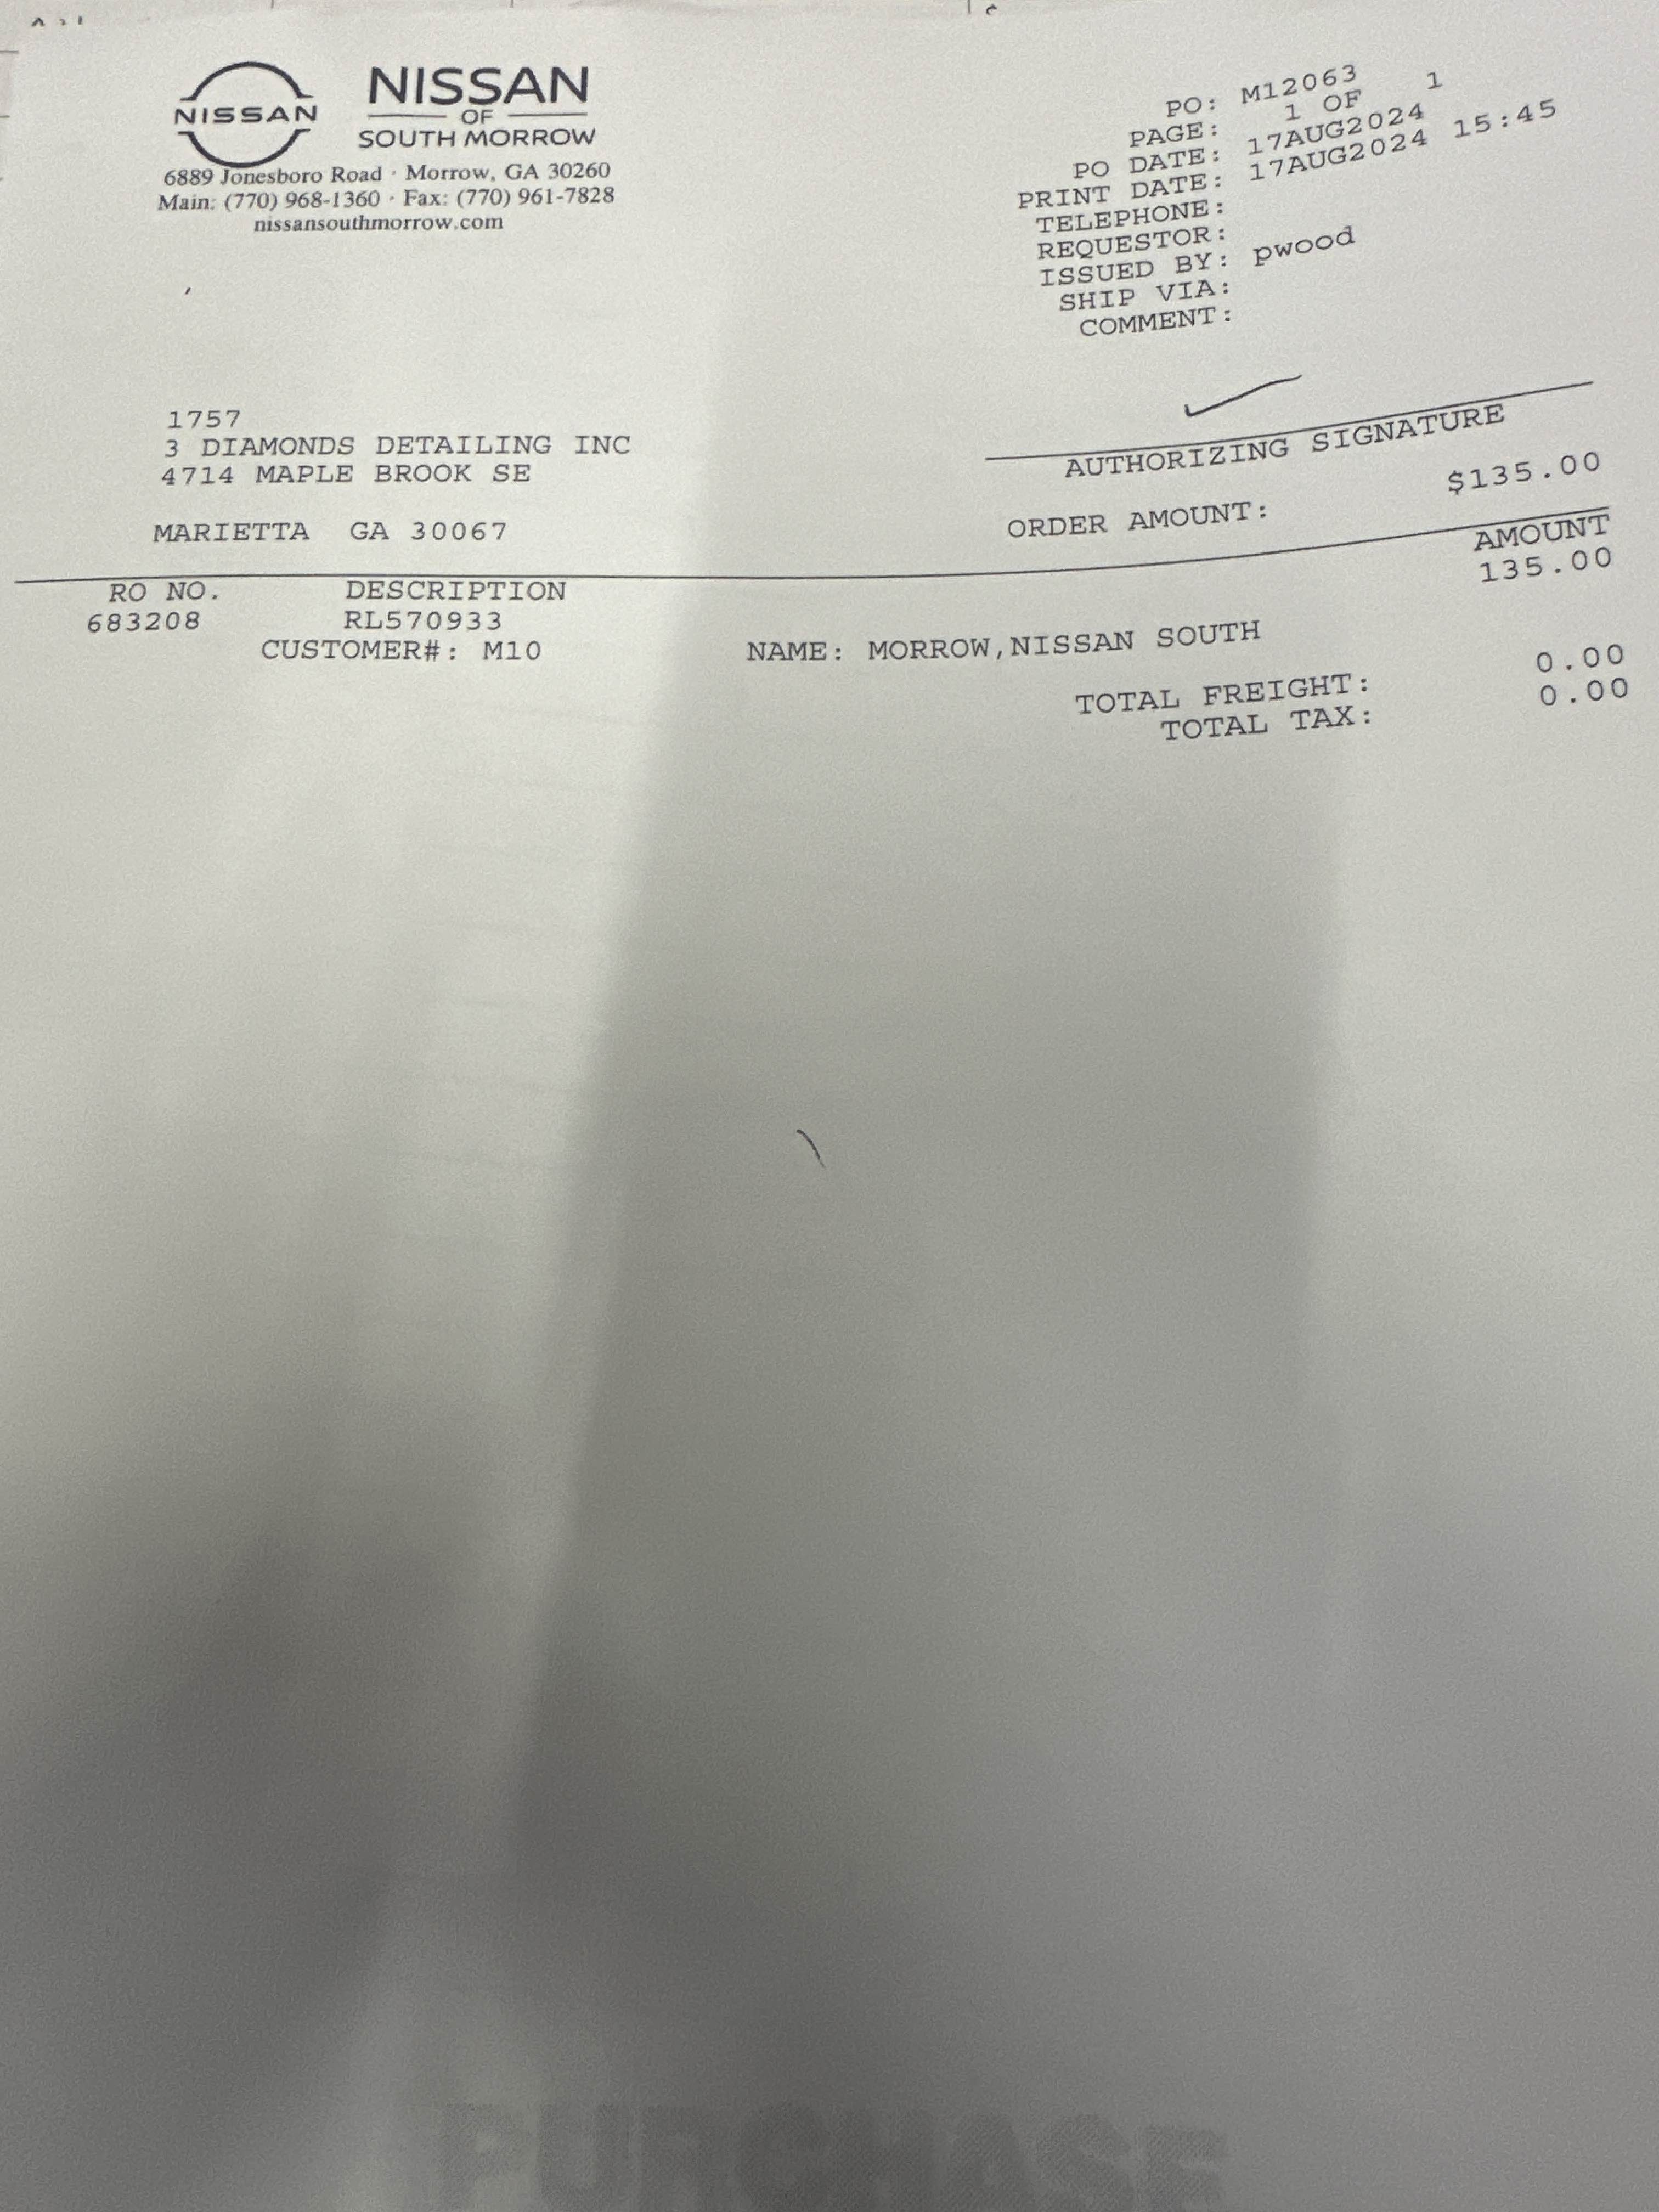 NISSAN
NISSAN
OF
SOUTH MORROW
6889 Jonesboro Road · Morrow, GA 30260
Main: (770) 968-1360 · Fax: (770) 961-7828
nissansouthmorrow.com
PO: M12063
PAGE: 1 OF 1
PO DATE: 17AUG2024
PRINT DATE: 17AUG2024 15:45
TELEPHONE:
REQUESTOR:
ISSUED BY: pwood
SHIP VIA:
COMMENT:
1757
3 DIAMONDS DETAILING INC
4714 MAPLE BROOK SE
MARIETTA GA 30067
AUTHORIZING SIGNATURE
ORDER AMOUNT: $135.00
RO NO. DESCRIPTION AMOUNT
683208 RL570933 135.00
CUSTOMER#: M10 NAME: MORROW,NISSAN SOUTH
TOTAL FREIGHT: 0.00
TOTAL TAX: 0.00
PURCHASE